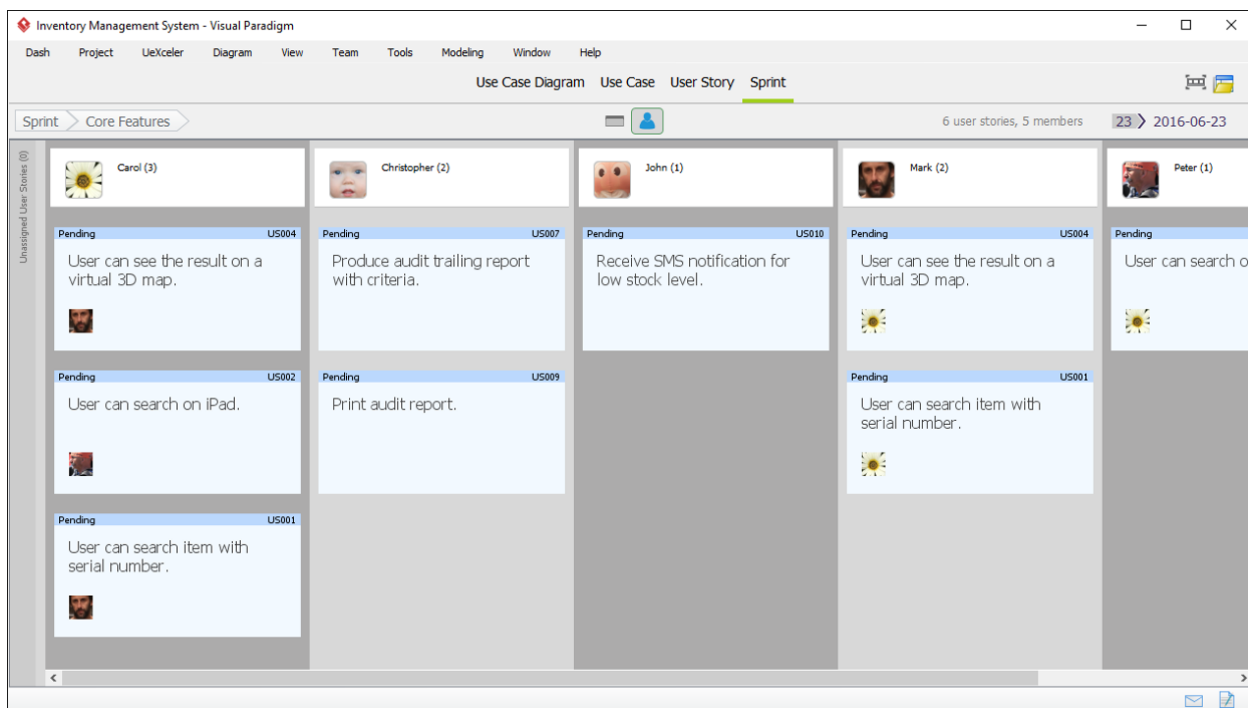 Inventory Management System - Visual Paradigm
Dash Project UeXceler Diagram View Team Tools Modeling Window Help
Use Case Diagram Use Case User Story Sprint
Sprint Core Features 6 user stories, 5 members 23 2016-06-23
Unassigned User Stories (0)
Carol (3)
Pending US004
User can see the result on a
virtual 3D map.
Pending US002
User can search on iPad.
Pending US001
User can search item with
serial number.
Christopher (2)
Pending US007
Produce audit trailing report
with criteria.
Pending US009
Print audit report.
John (1)
Pending US010
Receive SMS notification for
low stock level.
Mark (2)
Pending US004
User can see the result on a
virtual 3D map.
Pending US001
User can search item with
serial number.
Peter (1)
Pending
User can search o